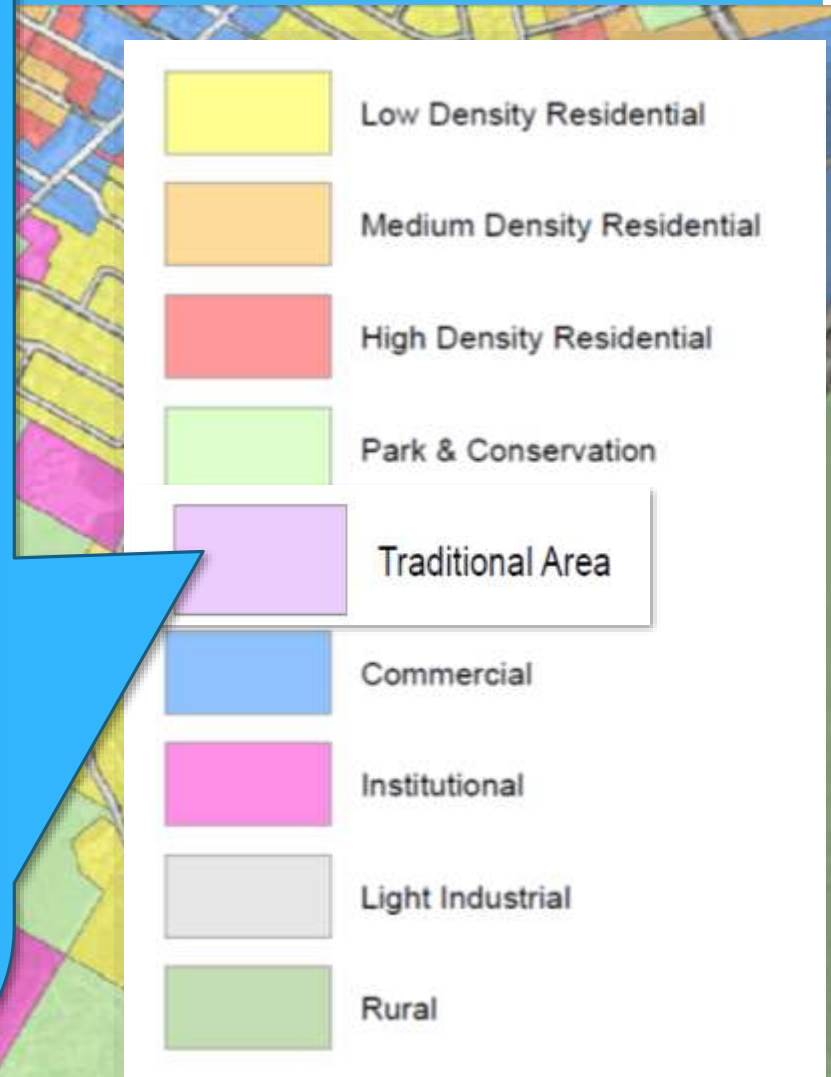 Low Density Residential
Medium Density Residential
High Density Residential
Park & Conservation
Traditional Area
Commercial
Institutional
Light Industrial
Rural